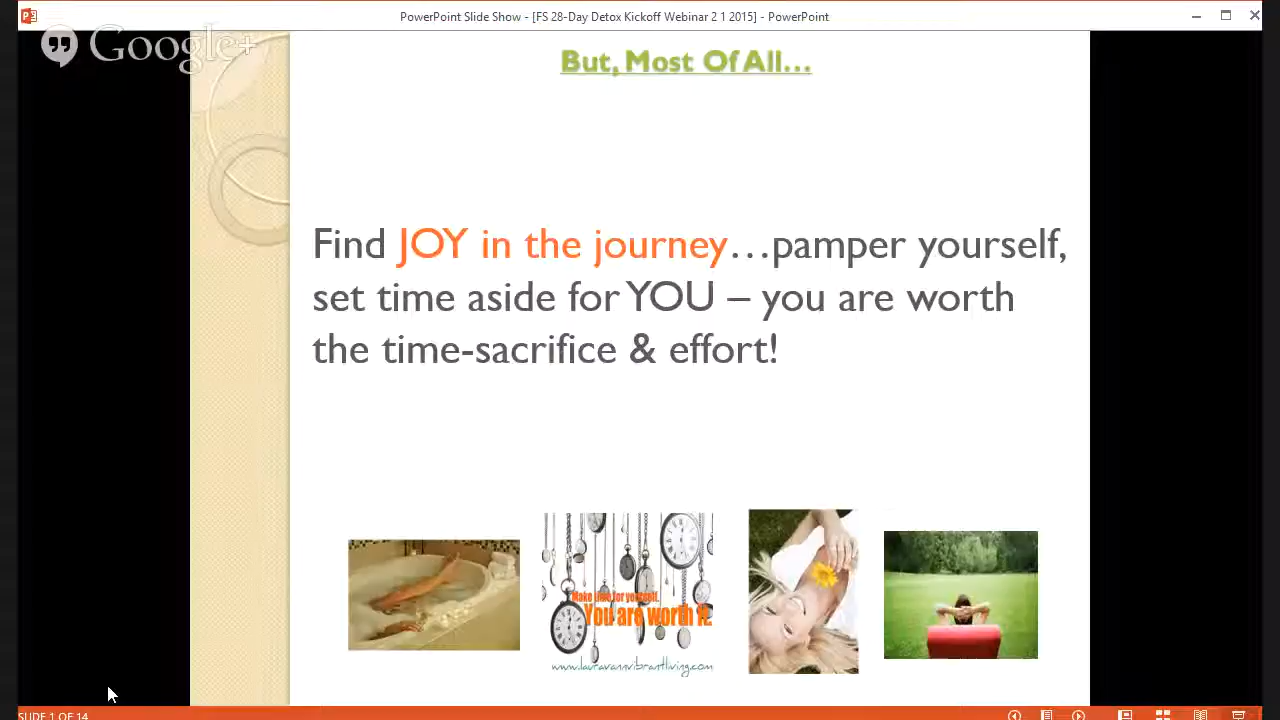 PowerPoint Slide Show - [FS 28-Day Detox Kickoff Webinar 2 1 2015] - PowerPoint
Google+
But, Most Of All...
Find JOY in the journey...pamper yourself,
set time aside for YOU – you are worth
the time-sacrifice & effort!
Make time for yourself.
You are worth it.
www.lauravannvibrantliving.com
SLIDE 1 OF 14